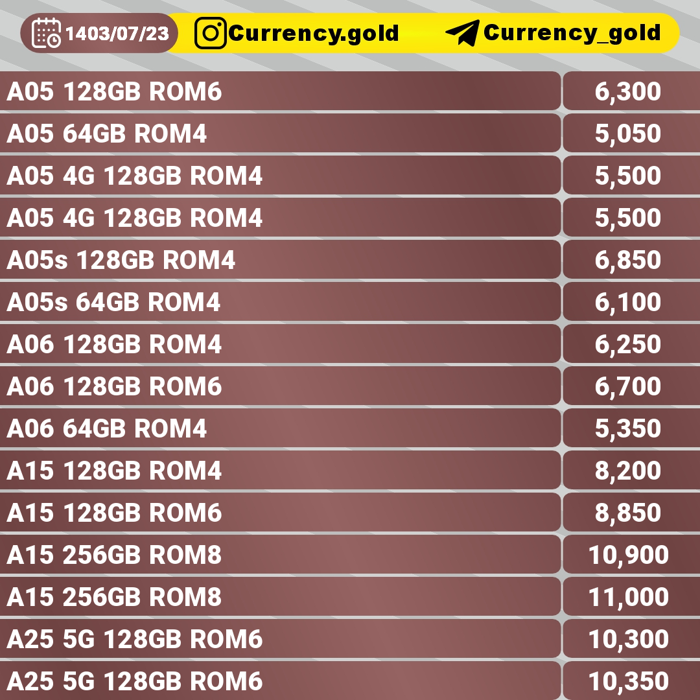 1403/07/23 Currency.gold Currency_gold
A05 128GB ROM6 6,300
A05 64GB ROM4 5,050
A05 4G 128GB ROM4 5,500
A05 4G 128GB ROM4 5,500
A05s 128GB ROM4 6,850
A05s 64GB ROM4 6,100
A06 128GB ROM4 6,250
A06 128GB ROM6 6,700
A06 64GB ROM4 5,350
A15 128GB ROM4 8,200
A15 128GB ROM6 8,850
A15 256GB ROM8 10,900
A15 256GB ROM8 11,000
A25 5G 128GB ROM6 10,300
A25 5G 128GB ROM6 10,350